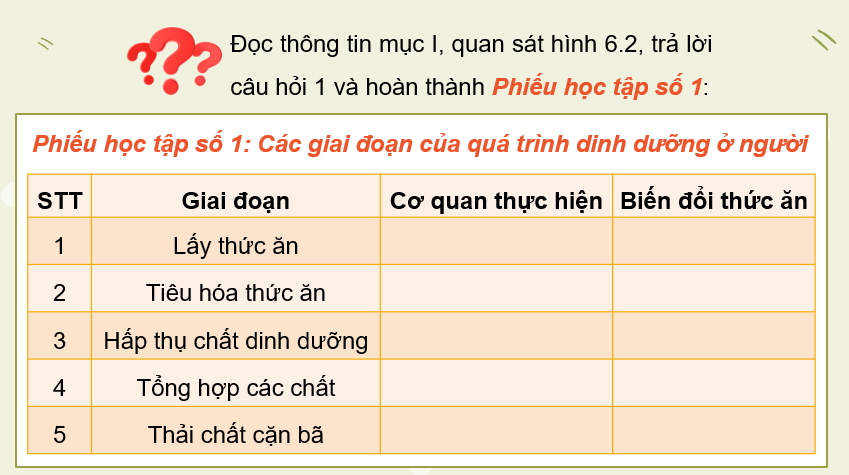 Đọc thông tin mục I, quan sát hình 6.2, trả lời
câu hỏi 1 và hoàn thành Phiếu học tập số 1:
Phiếu học tập số 1: Các giai đoạn của quá trình dinh dưỡng ở người
STT Giai đoạn Cơ quan thực hiện Biến đổi thức ăn
1 Lấy thức ăn
2 Tiêu hóa thức ăn
3 Hấp thụ chất dinh dưỡng
4 Tổng hợp các chất
5 Thải chất cặn bã